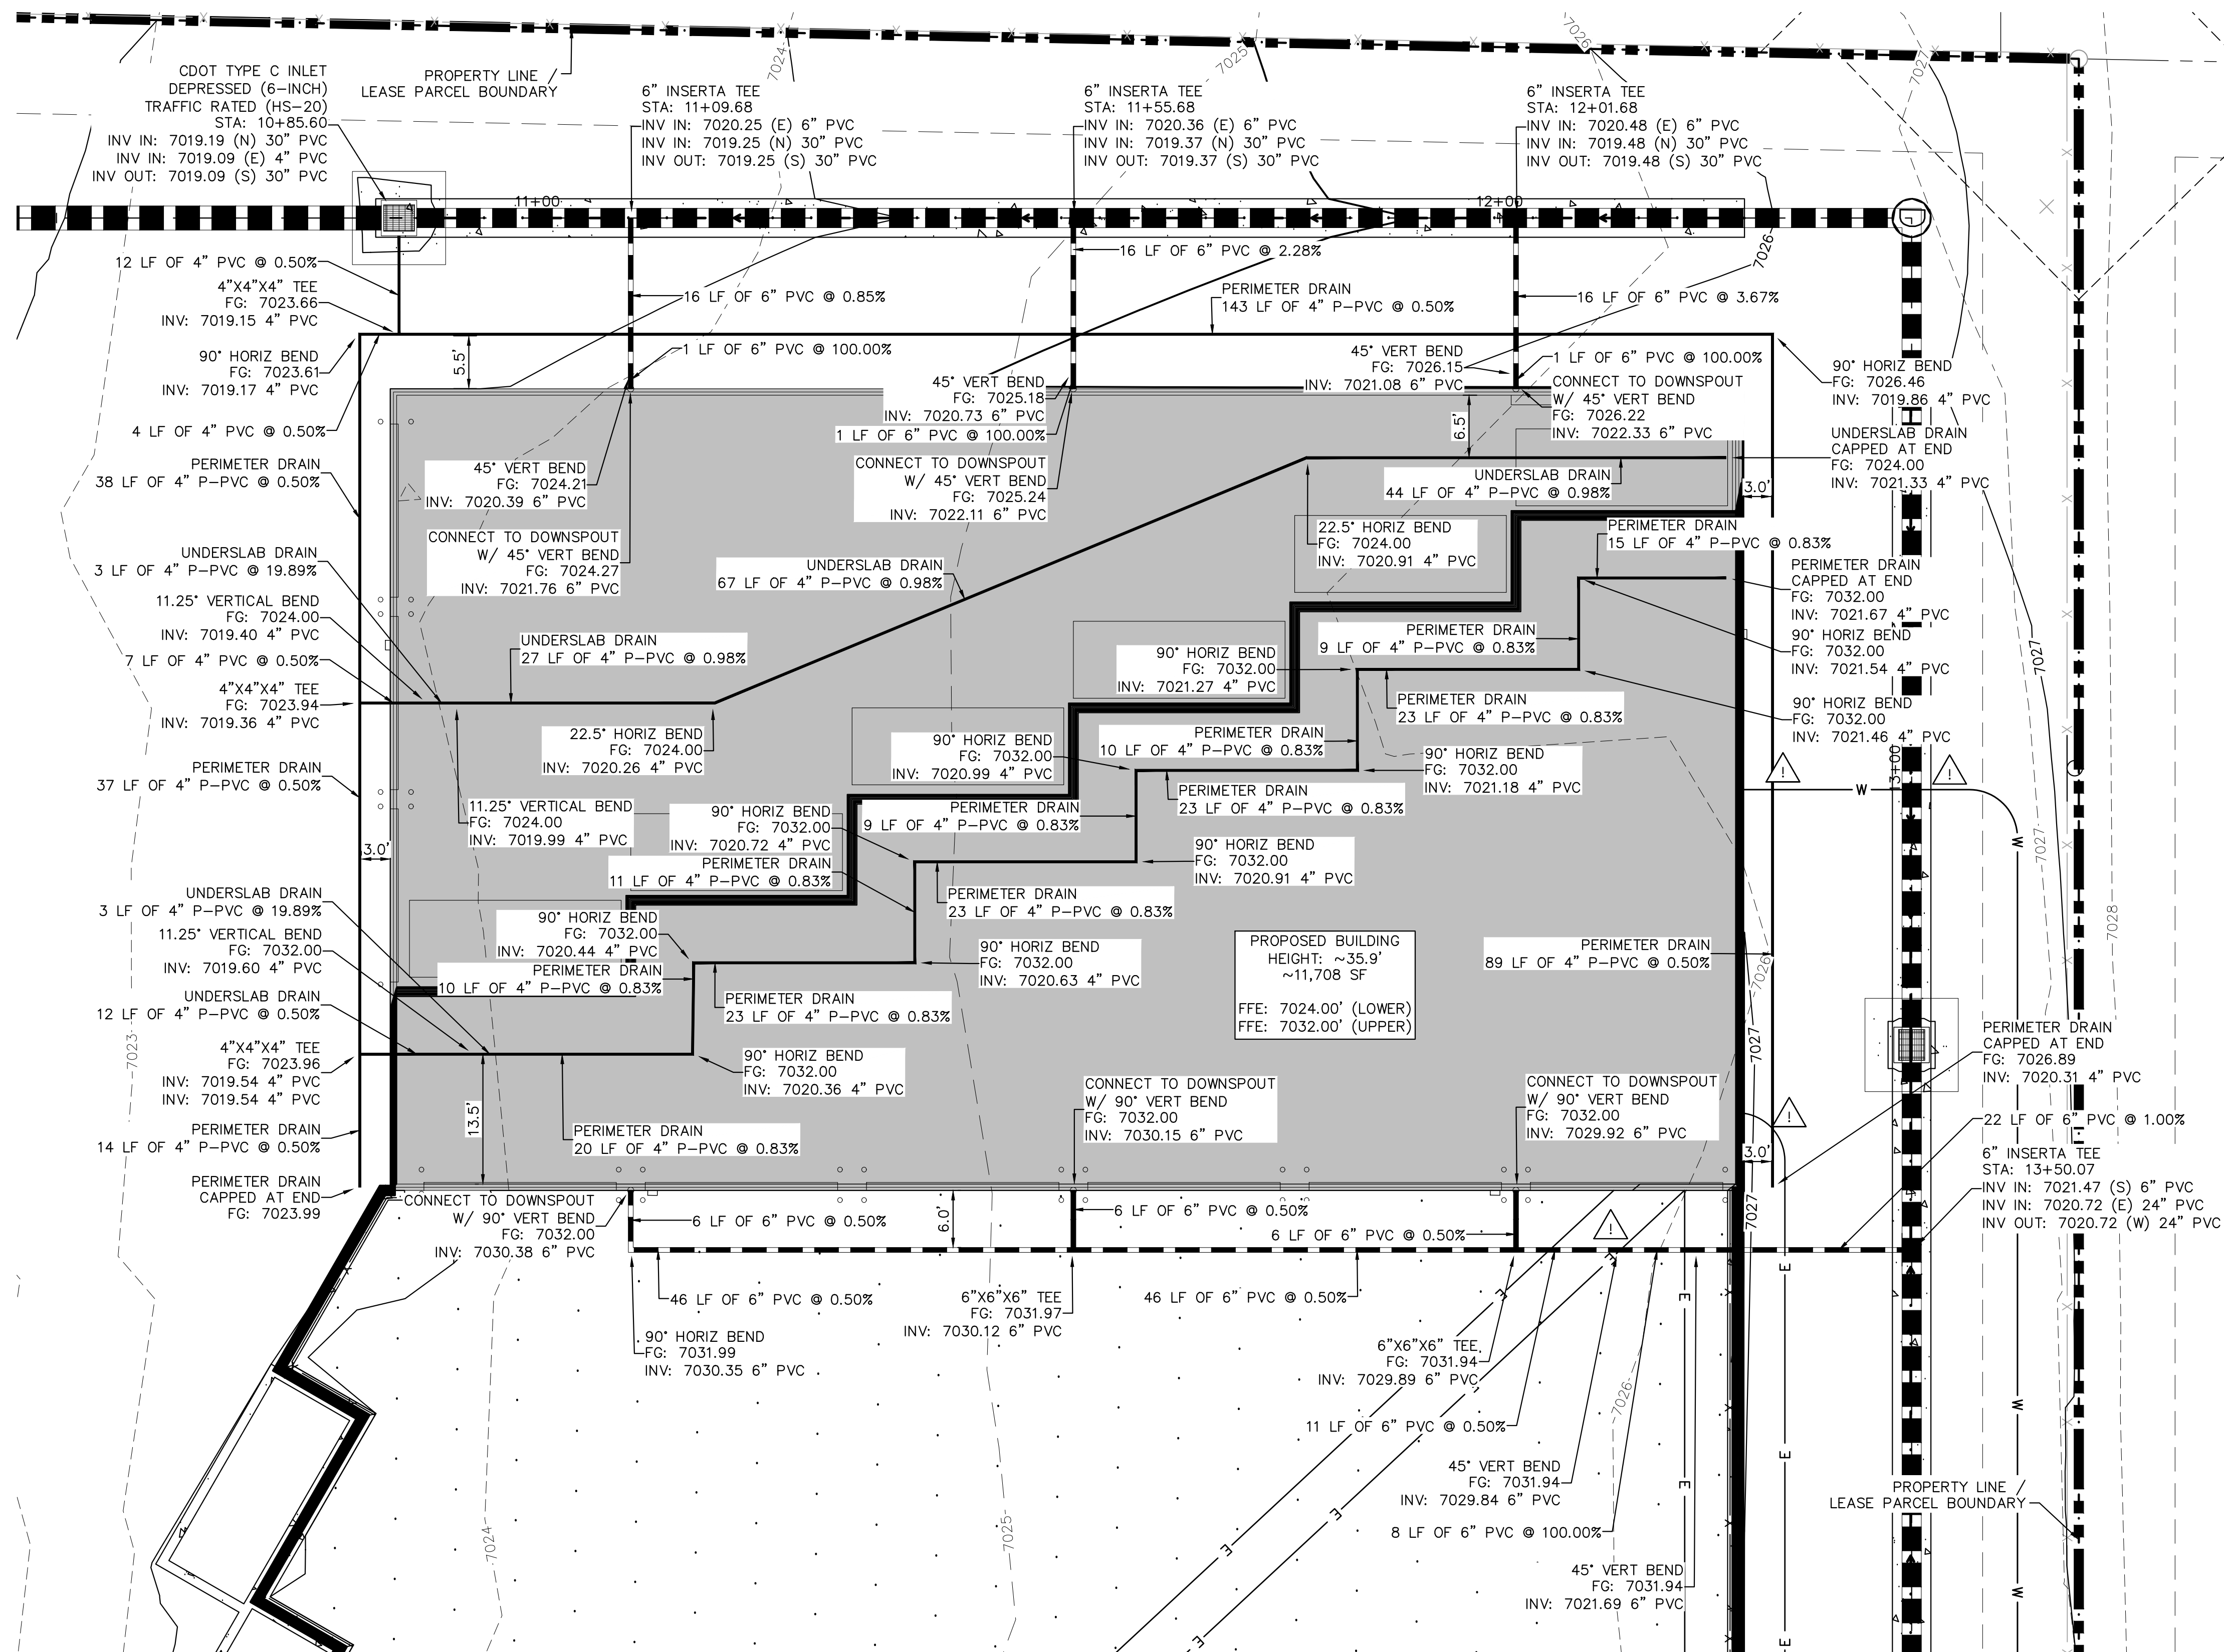 CDOT TYPE C INLET
DEPRESSED (6-INCH)
TRAFFIC RATED (HS-20)
STA: 10+85.60
INV IN: 7019.19 (N) 30" PVC
INV IN: 7019.09 (E) 4" PVC
INV OUT: 7019.09 (S) 30" PVC
PROPERTY LINE
LEASE PARCEL BOUNDARY
7024
6" INSERTA TEE
STA: 11+09.68
INV IN: 7020.25 (E) 6" PVC
INV IN: 7019.25 (N) 30" PVC
INV OUT: 7019.25 (S) 30" PVC
7025
6" INSERTA TEE
STA: 11+55.68
INV IN: 7020.36 (E) 6" PVC
INV IN: 7019.37 (N) 30" PVC
INV OUT: 7019.37 (S) 30" PVC
7026
6" INSERTA TEE
STA: 12+01.68
INV IN: 7020.48 (E) 6" PVC
INV IN: 7019.48 (N) 30" PVC
INV OUT: 7019.48 (S) 30" PVC
7027
11+00
12+00
7026
12 LF OF 4" PVC @ 0.50%
4"X4"X4" TEE
FG: 7023.66
INV: 7019.15 4" PVC
90° HORIZ BEND
FG: 7023.61
INV: 7019.17 4" PVC
4 LF OF 4" PVC @ 0.50%
PERIMETER DRAIN
38 LF OF 4" P-PVC @ 0.50%
UNDERSLAB DRAIN
3 LF OF 4" P-PVC @ 19.89%
11.25° VERTICAL BEND
FG: 7024.00
INV: 7019.40 4" PVC
7 LF OF 4" PVC @ 0.50%
4"X4"X4" TEE
FG: 7023.94
INV: 7019.36 4" PVC
PERIMETER DRAIN
37 LF OF 4" P-PVC @ 0.50%
3.0'
UNDERSLAB DRAIN
3 LF OF 4" P-PVC @ 19.89%
11.25° VERTICAL BEND
FG: 7032.00
INV: 7019.60 4" PVC
UNDERSLAB DRAIN
12 LF OF 4" P-PVC @ 0.50%
7023
4"X4"X4" TEE
FG: 7023.96
INV: 7019.54 4" PVC
INV: 7019.54 4" PVC
PERIMETER DRAIN
14 LF OF 4" P-PVC @ 0.50%
PERIMETER DRAIN
CAPPED AT END
FG: 7023.99
16 LF OF 6" PVC @ 0.85%
16 LF OF 6" PVC @ 2.28%
PERIMETER DRAIN
143 LF OF 4" P-PVC @ 0.50%
16 LF OF 6" PVC @ 3.67%
5.5'
1 LF OF 6" PVC @ 100.00%
45° VERT BEND
FG: 7025.18
INV: 7020.73 6" PVC
1 LF OF 6" PVC @ 100.00%
CONNECT TO DOWNSPOUT
W/ 45° VERT BEND
FG: 7025.24
INV: 7022.11 6" PVC
45° VERT BEND
FG: 7026.15
INV: 7021.08 6" PVC
1 LF OF 6" PVC @ 100.00%
CONNECT TO DOWNSPOUT
W/ 45° VERT BEND
FG: 7026.22
INV: 7022.33 6" PVC
6.5'
90° HORIZ BEND
FG: 7026.46
INV: 7019.86 4" PVC
UNDERSLAB DRAIN
CAPPED AT END
FG: 7024.00
INV: 7021.33 4" PVC
3.0'
45° VERT BEND
FG: 7024.21
INV: 7020.39 6" PVC
CONNECT TO DOWNSPOUT
W/ 45° VERT BEND
FG: 7024.27
INV: 7021.76 6" PVC
UNDERSLAB DRAIN
67 LF OF 4" P-PVC @ 0.98%
UNDERSLAB DRAIN
44 LF OF 4" P-PVC @ 0.98%
22.5° HORIZ BEND
FG: 7024.00
INV: 7020.91 4" PVC
PERIMETER DRAIN
15 LF OF 4" P-PVC @ 0.83%
PERIMETER DRAIN
CAPPED AT END
FG: 7032.00
INV: 7021.67 4" PVC
90° HORIZ BEND
FG: 7032.00
INV: 7021.54 4" PVC
90° HORIZ BEND
FG: 7032.00
INV: 7021.46 4" PVC
UNDERSLAB DRAIN
27 LF OF 4" P-PVC @ 0.98%
22.5° HORIZ BEND
FG: 7024.00
INV: 7020.26 4" PVC
11.25° VERTICAL BEND
FG: 7024.00
INV: 7019.99 4" PVC
PERIMETER DRAIN
9 LF OF 4" P-PVC @ 0.83%
90° HORIZ BEND
FG: 7032.00
INV: 7021.27 4" PVC
PERIMETER DRAIN
23 LF OF 4" P-PVC @ 0.83%
PERIMETER DRAIN
10 LF OF 4" P-PVC @ 0.83%
90° HORIZ BEND
FG: 7032.00
INV: 7020.99 4" PVC
90° HORIZ BEND
FG: 7032.00
INV: 7021.18 4" PVC
PERIMETER DRAIN
23 LF OF 4" P-PVC @ 0.83%
PERIMETER DRAIN
9 LF OF 4" P-PVC @ 0.83%
90° HORIZ BEND
FG: 7032.00
INV: 7020.72 4" PVC
90° HORIZ BEND
FG: 7032.00
INV: 7020.91 4" PVC
PERIMETER DRAIN
11 LF OF 4" P-PVC @ 0.83%
PERIMETER DRAIN
23 LF OF 4" P-PVC @ 0.83%
90° HORIZ BEND
FG: 7032.00
INV: 7020.44 4" PVC
90° HORIZ BEND
FG: 7032.00
INV: 7020.63 4" PVC
PERIMETER DRAIN
10 LF OF 4" P-PVC @ 0.83%
PERIMETER DRAIN
23 LF OF 4" P-PVC @ 0.83%
PROPOSED BUILDING
HEIGHT: ~35.9'
~11,708 SF
FFE: 7024.00' (LOWER)
FFE: 7032.00' (UPPER)
PERIMETER DRAIN
89 LF OF 4" P-PVC @ 0.50%
7026
7027
7027
7027
7028
13+00
W
W
!
!
90° HORIZ BEND
FG: 7032.00
INV: 7020.36 4" PVC
13.5'
PERIMETER DRAIN
20 LF OF 4" P-PVC @ 0.83%
CONNECT TO DOWNSPOUT
W/ 90° VERT BEND
FG: 7032.00
INV: 7030.15 6" PVC
CONNECT TO DOWNSPOUT
W/ 90° VERT BEND
FG: 7032.00
INV: 7029.92 6" PVC
!
3.0'
7027
PERIMETER DRAIN
CAPPED AT END
FG: 7026.89
INV: 7020.31 4" PVC
22 LF OF 6" PVC @ 1.00%
6" INSERTA TEE
STA: 13+50.07
INV IN: 7021.47 (S) 6" PVC
INV IN: 7020.72 (E) 24" PVC
INV OUT: 7020.72 (W) 24" PVC
CONNECT TO DOWNSPOUT
W/ 90° VERT BEND
FG: 7032.00
INV: 7030.38 6" PVC
6 LF OF 6" PVC @ 0.50%
6.0'
6 LF OF 6" PVC @ 0.50%
6 LF OF 6" PVC @ 0.50%
!
46 LF OF 6" PVC @ 0.50%
90° HORIZ BEND
FG: 7031.99
INV: 7030.35 6" PVC
6"X6"X6" TEE
FG: 7031.97
INV: 7030.12 6" PVC
46 LF OF 6" PVC @ 0.50%
6"X6"X6" TEE
FG: 7031.94
INV: 7029.89 6" PVC
11 LF OF 6" PVC @ 0.50%
45° VERT BEND
FG: 7031.94
INV: 7029.84 6" PVC
8 LF OF 6" PVC @ 100.00%
45° VERT BEND
FG: 7031.94
INV: 7021.69 6" PVC
7024
7025
7026
E
E
E
E
E
E
E
E
E
E
E
W
W
PROPERTY LINE /
LEASE PARCEL BOUNDARY